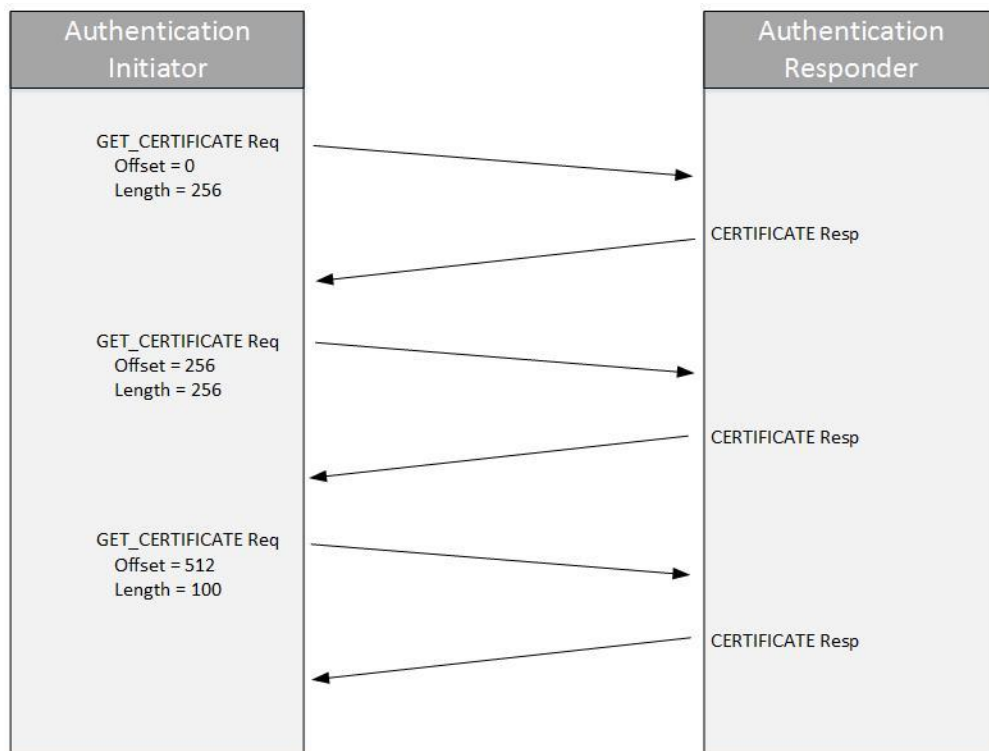 Authentication
Initiator
Authentication
Responder
GET_CERTIFICATE Req
Offset = 0
Length = 256
CERTIFICATE Resp
GET_CERTIFICATE Req
Offset = 256
Length = 256
CERTIFICATE Resp
GET_CERTIFICATE Req
Offset = 512
Length = 100
CERTIFICATE Resp